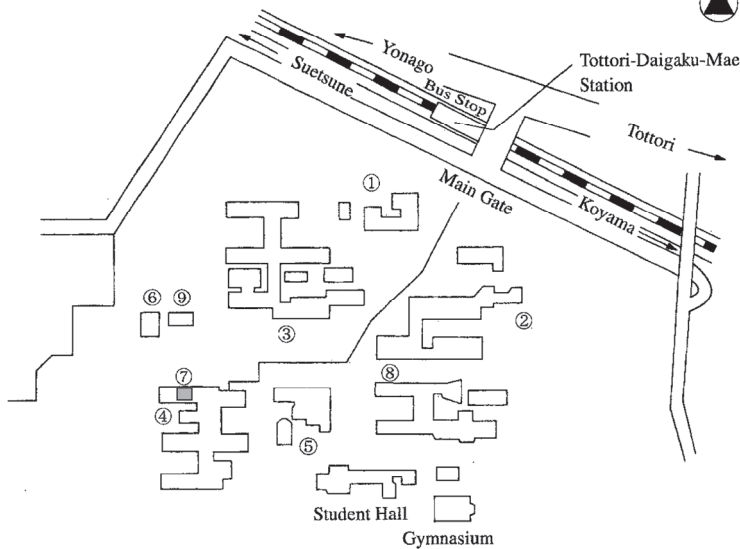 Yonago
Suetsune
Bus Stop
Tottori-Daigaku-Mae
Station
Tottori
Main Gate
Koyama
①
②
③
⑥ ⑨
⑦
⑧
④
⑤
Student Hall
Gymnasium